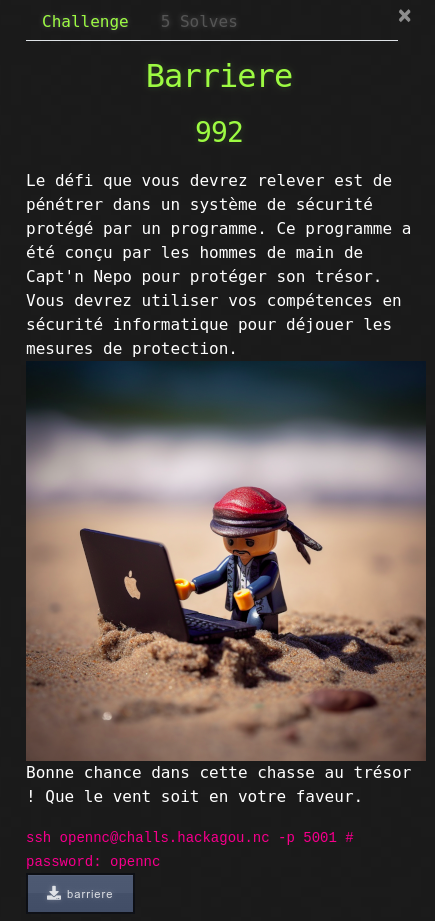 Challenge 5 Solves ×
Barriere
992
Le défi que vous devrez relever est de
pénétrer dans un système de sécurité
protégé par un programme. Ce programme a
été conçu par les hommes de main de
Capt'n Nepo pour protéger son trésor.
Vous devrez utiliser vos compétences en
sécurité informatique pour déjouer les
mesures de protection.
Bonne chance dans cette chasse au trésor
! Que le vent soit en votre faveur.
ssh opennc@challs.hackagou.nc -p 5001 #
password: opennc
barriere